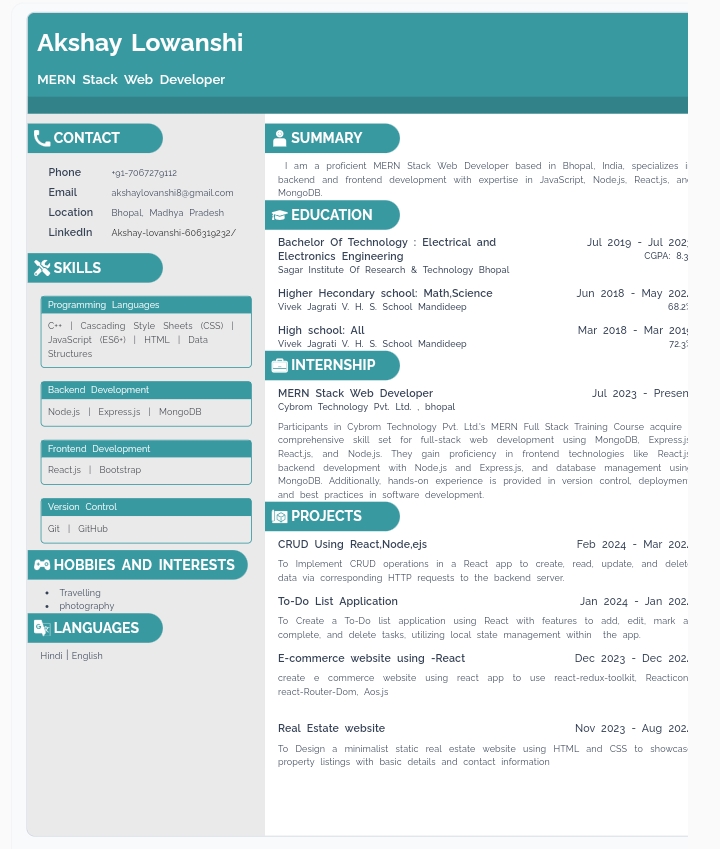 Akshay Lowanshi
MERN Stack Web Developer
CONTACT
Phone +91-7067279112
Email akshaylovanshi8@gmail.com
Location Bhopal, Madhya Pradesh
LinkedIn Akshay-lovanshi-606319232/
SKILLS
Programming Languages
C++ | Cascading Style Sheets (CSS) |
JavaScript (ES6+) | HTML | Data
Structures
Backend Development
Node.js | Express.js | MongoDB
Frontend Development
React.js | Bootstrap
Version Control
Git | GitHub
HOBBIES AND INTERESTS
• Travelling
• photography
LANGUAGES
Hindi | English
SUMMARY
I am a proficient MERN Stack Web Developer based in Bhopal, India, specializes
backend and frontend development with expertise in JavaScript, Node.js, React.js,
MongoDB.
EDUCATION
Bachelor Of Technology : Electrical and Jul 2019 - Jul
Electronics Engineering CGPA: 8.3
Sagar Institute Of Research & Technology Bhopal
Higher Hecondary school: Math,Science Jun 2018 - May
Vivek Jagrati V. H. S. School Mandideep 68.2
High school: All Mar 2018 - Mar
Vivek Jagrati V. H. S. School Mandideep 72.3
INTERNSHIP
MERN Stack Web Developer Jul 2023 - Presen
Cybrom Technology Pvt. Ltd. , bhopal
Participants in Cybrom Technology Pvt. Ltd.'s MERN Full Stack Training Course acquire
comprehensive skill set for full-stack web development using MongoDB, Express.j
React.js, and Node.js. They gain proficiency in frontend technologies like React.j
backend development with Node.js and Express.js, and database management usin
MongoDB. Additionally, hands-on experience is provided in version control, deploymen
and best practices in software development.
PROJECTS
CRUD Using React,Node,ejs Feb 2024 - Mar 202
To Implement CRUD operations in a React app to create, read, update, and delet
data via corresponding HTTP requests to the backend server.
To-Do List Application Jan 2024 - Jan 202
To Create a To-Do list application using React with features to add, edit, mark a
complete, and delete tasks, utilizing local state management within the app.
E-commerce website using -React Dec 2023 - Dec 202
create e commerce website using react app to use react-redux-toolkit, Reacticon
react-Router-Dom, Aos.js
Real Estate website Nov 2023 - Aug 202
To Design a minimalist static real estate website using HTML and CSS to showcas
property listings with basic details and contact information